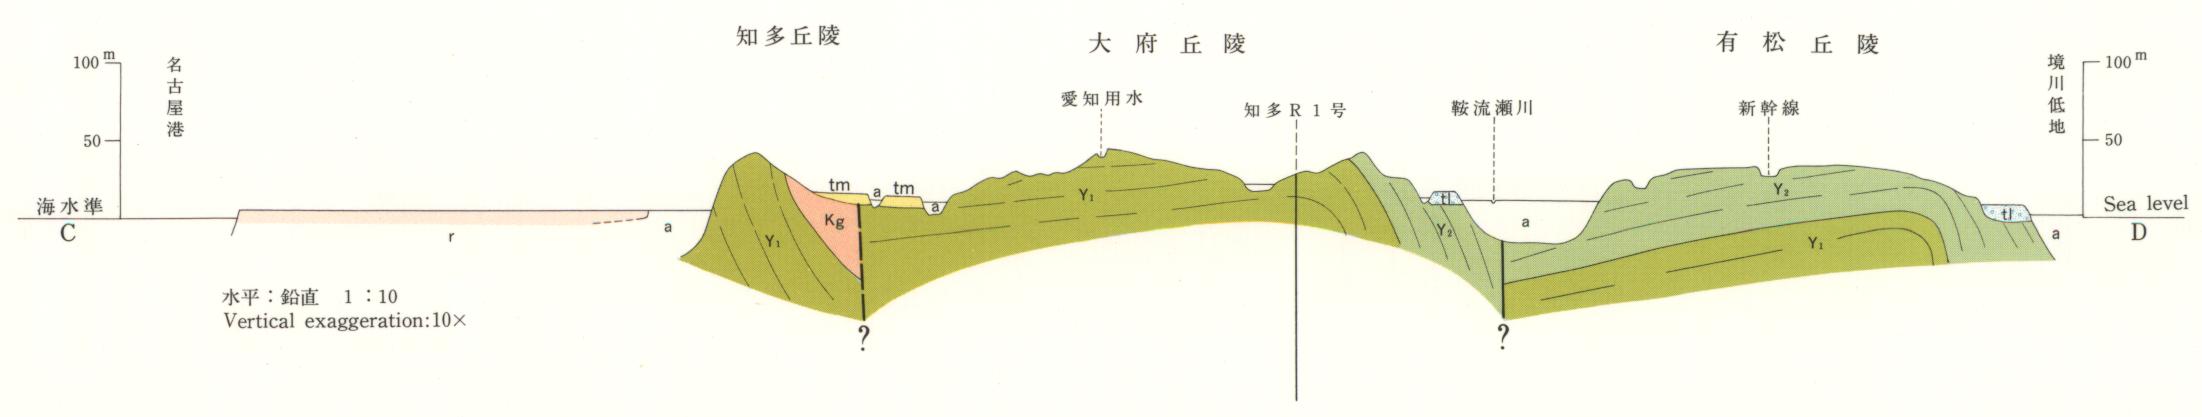 知多丘陵
大府丘陵
有松丘陵
100 m
名古屋港
50
海水準
C
愛知用水
知多R1号
鞍流瀬川
新幹線
境川低地
100 m
50
Sea level
D
r
a
Y₁
tm
a
tm
a
Kg
Y₁
tl
Y₂
a
Y₂
Y₁
tl
a
水平：鉛直 1：10
Vertical exaggeration:10×
?
?